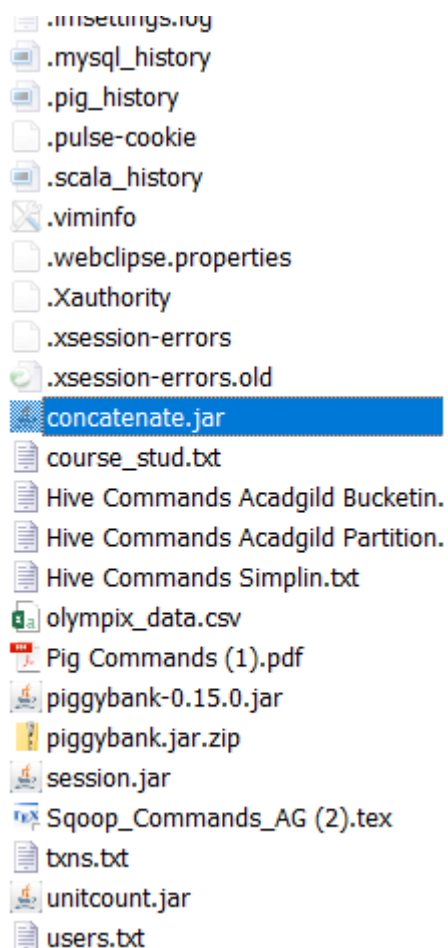 .imsettings.log
.mysql_history
.pig_history
.pulse-cookie
.scala_history
.viminfo
.webclipse.properties
.Xauthority
.xsession-errors
.xsession-errors.old
concatenate.jar
course_stud.txt
Hive Commands Acadgild Bucketin.
Hive Commands Acadgild Partition.
Hive Commands Simplin.txt
olympix_data.csv
Pig Commands (1).pdf
piggybank-0.15.0.jar
piggybank.jar.zip
session.jar
Sqoop_Commands_AG (2).tex
txns.txt
unitcount.jar
users.txt